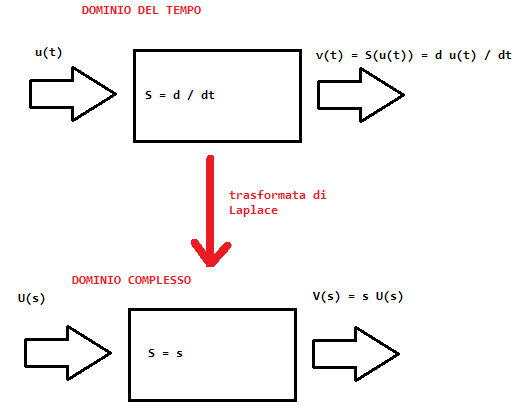 DOMINIO DEL TEMPO
u(t)
v(t) = S(u(t)) = d u(t) / dt
S = d / dt
trasformata di
Laplace
DOMINIO COMPLESSO
U(s)
V(s) = s U(s)
S = s